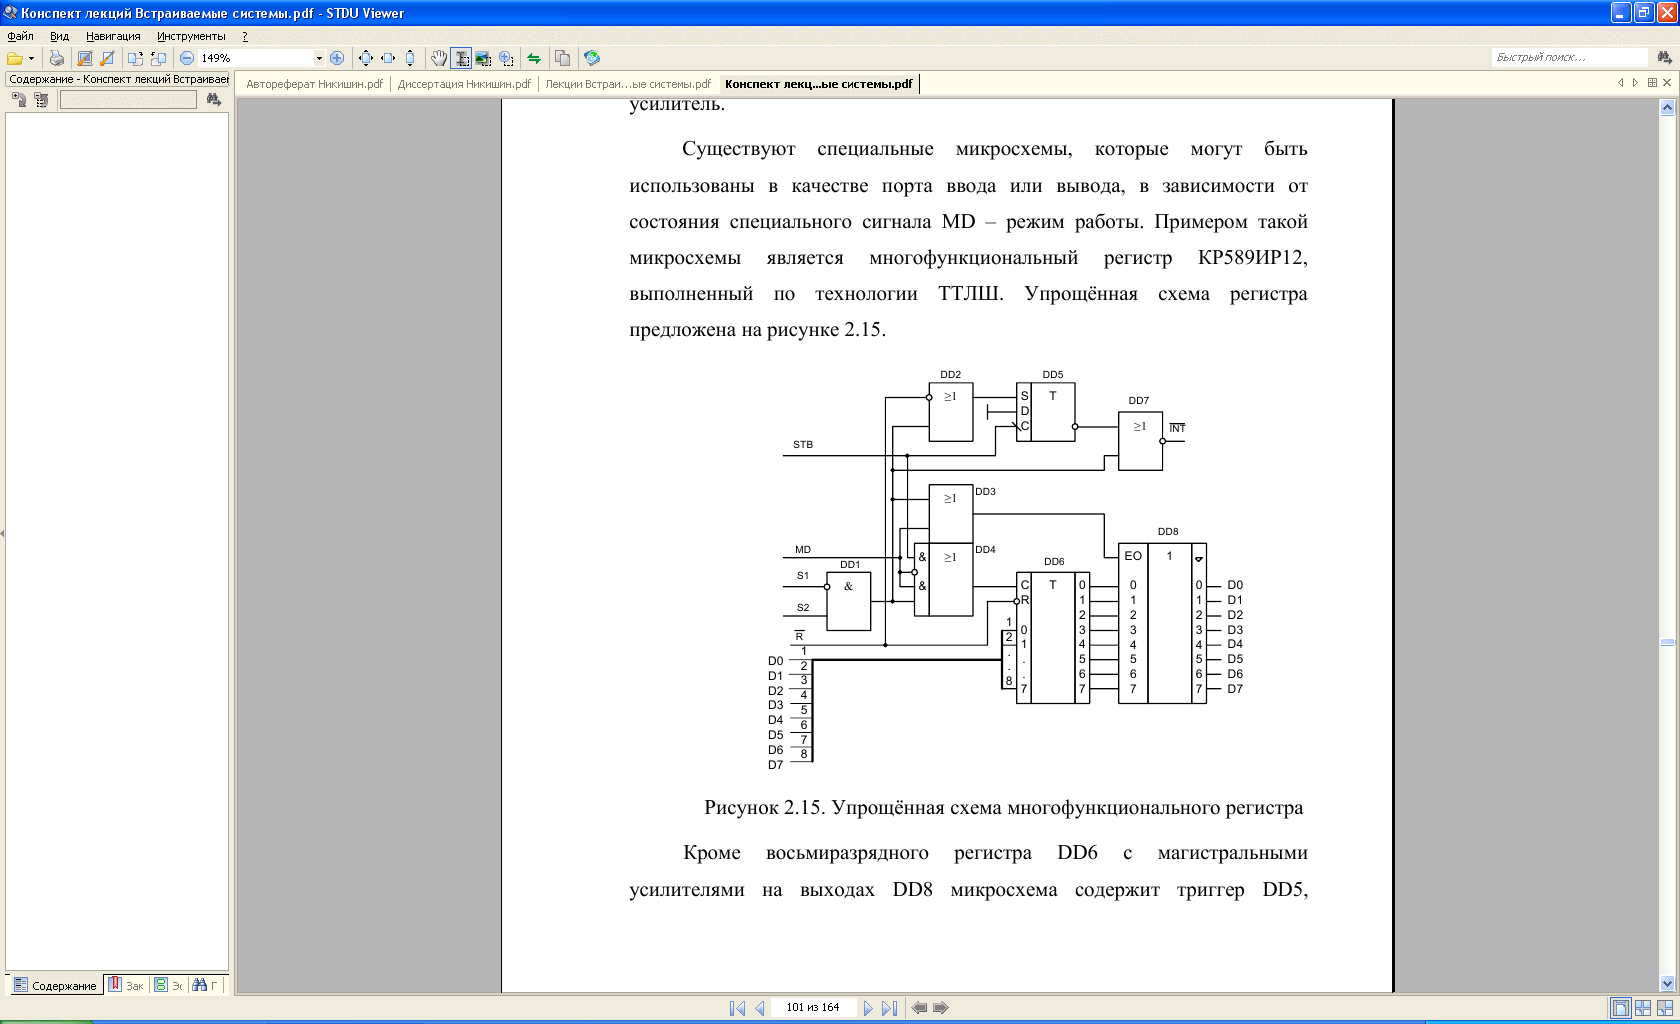 Конспект лекций Встраиваемые системы.pdf - STDU Viewer
Файл Вид Навигация Инструменты ?
149%
Быстрый поиск...
Содержание - Конспект лекций Встраивае
Автореферат Никишин.pdf Диссертация Никишин.pdf Лекции Встраи...ые системы.pdf Конспект лекц...ые системы.pdf
усилитель.
Существуют специальные микросхемы, которые могут быть
использованы в качестве порта ввода или вывода, в зависимости от
состояния специального сигнала MD – режим работы. Примером такой
микросхемы является многофункциональный регистр КР589ИР12,
выполненный по технологии ТТЛШ. Упрощённая схема регистра
предложена на рисунке 2.15.
DD2 DD5
≥1 S T
D
C
DD7
≥1 INT
STB
DD3
≥1
DD8
MD
& ≥1 DD4
EO 1
DD1
DD6
S1
&
& C T 0 0 0 D0
R 1 1 1 D1
S2
2 2 2 D2
1 0 3 3 3 D3
2 1 4 4 4 D4
. . 5 5 5 D5
. . 6 6 6 D6
8 7 7 7 7 D7
R
1
D0
2
D1
3
D2
4
D3
5
D4
6
D5
7
D6
8
D7
Рисунок 2.15. Упрощённая схема многофункционального регистра
Кроме восьмиразрядного регистра DD6 с магистральными
усилителями на выходах DD8 микросхема содержит триггер DD5,
Содержание Зак Эс Г
101 из 164